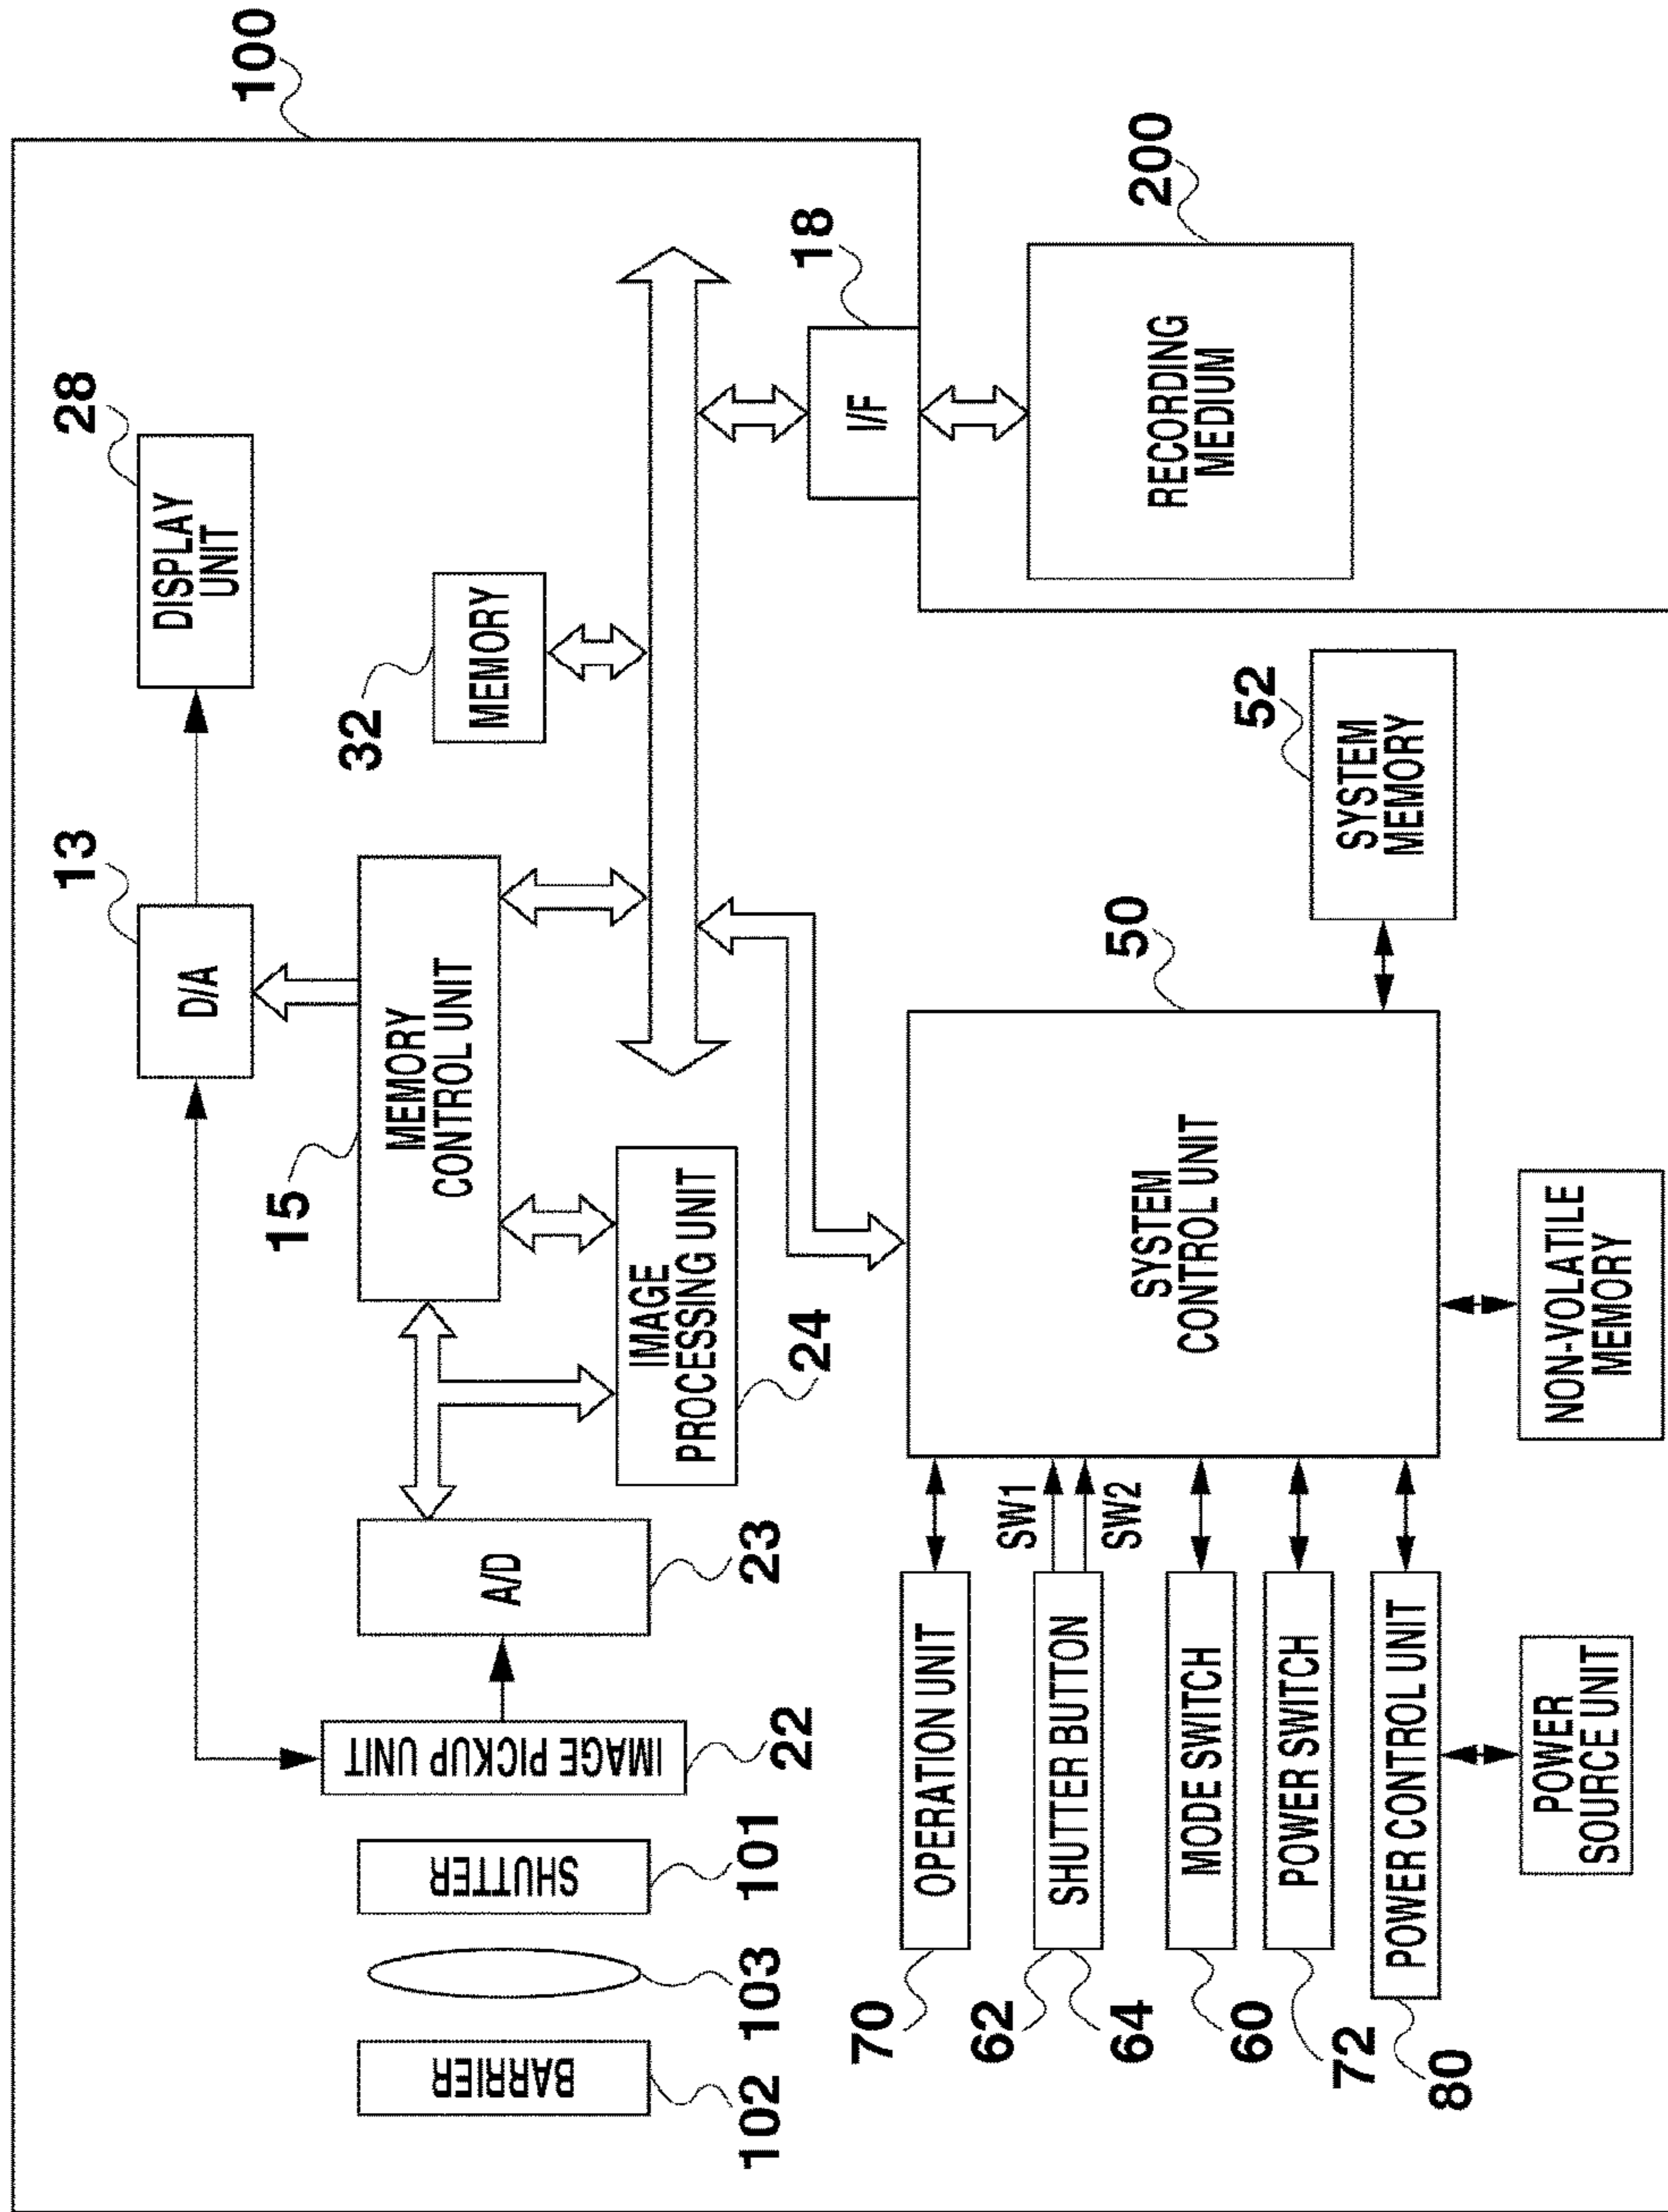 100
28
DISPLAY
UNIT
13
D/A
32
MEMORY
15
MEMORY
CONTROL UNIT
18
I/F
200
RECORDING
MEDIUM
BARRIER
102
103
SHUTTER
101
IMAGE PICKUP UNIT
22
A/D
23
IMAGE
PROCESSING UNIT
24
50
SYSTEM
CONTROL UNIT
52
SYSTEM
MEMORY
70
OPERATION UNIT
62
64
SHUTTER BUTTON
SW1
SW2
60
MODE SWITCH
72
POWER SWITCH
80
POWER CONTROL UNIT
POWER
SOURCE UNIT
NON-VOLATILE
MEMORY